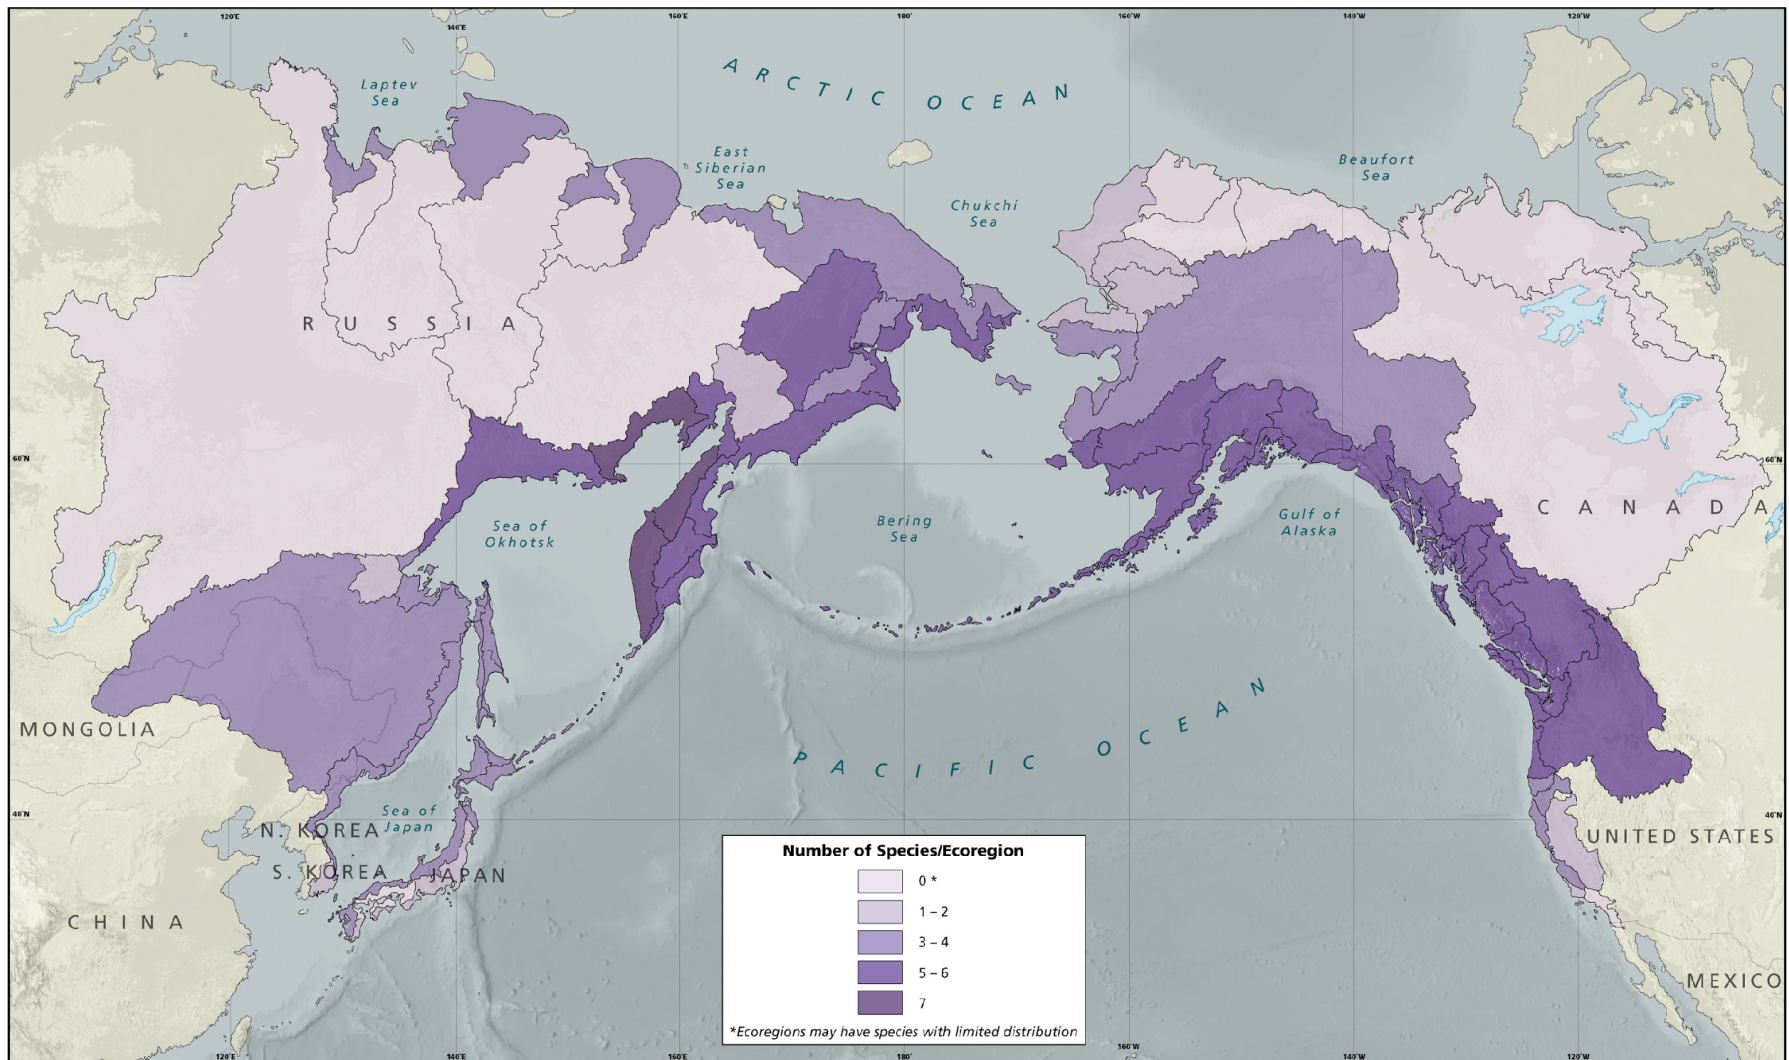 120˚E
140˚E
160˚E
180˚
160˚W
140˚W
120˚W
ARCTIC OCEAN
Laptev
Sea
East
Siberian
Sea
Beaufort
Sea
Chukchi
Sea
RUSSIA
60˚N
60˚N
CANADA
Sea of
Okhotsk
Bering
Sea
Gulf of
Alaska
MONGOLIA
PACIFIC OCEAN
40˚N
40˚N
Sea of
Japan
N. KOREA
UNITED STATES
S. KOREA
JAPAN
CHINA
MEXICO
Number of Species/Ecoregion
0 *
1 – 2
3 – 4
5 – 6
7
*Ecoregions may have species with limited distribution
120˚E
140˚E
160˚E
180˚
160˚W
140˚W
120˚W